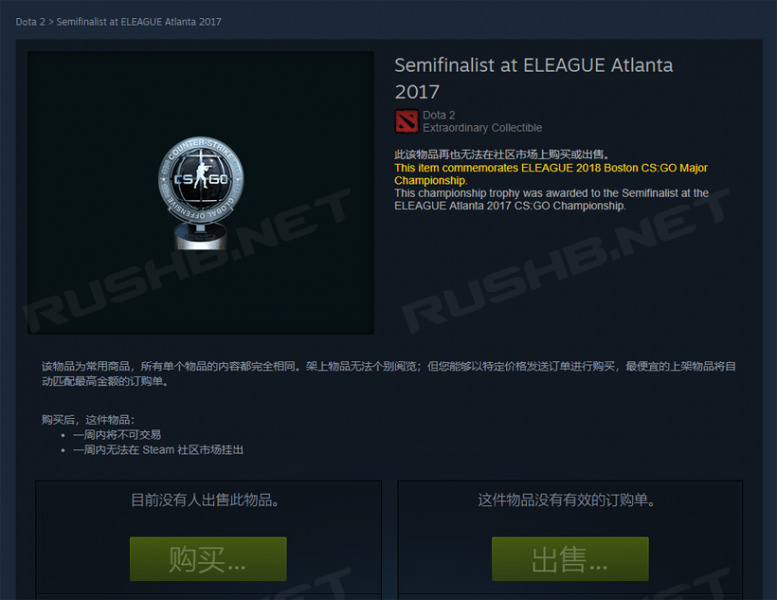 Dota 2 > Semifinalist at ELEAGUE Atlanta 2017
Semifinalist at ELEAGUE Atlanta
2017
Dota 2
Extraordinary Collectible
此该物品再也无法在社区市场上购买或出售。
This item commemorates ELEAGUE 2018 Boston CS:GO Major
Championship.
This championship trophy was awarded to the Semifinalist at the
ELEAGUE Atlanta 2017 CS:GO Championship.
COUNTER-STRIKE
CS GO
GLOBAL OFFENSIVE
RUSHB.NET
RUSHB.NET
该物品为常用商品，所有单个物品的内容都完全相同。架上物品无法个别阅览；但您能够以特定价格发送订单进行购买，最便宜的上架物品将自
动匹配最高金额的订购单。
购买后，这件物品：
• 一周内将不可交易
• 一周内无法在 Steam 社区市场挂出
目前没有人出售此物品。
这件物品没有有效的订购单。
购买...
出售...